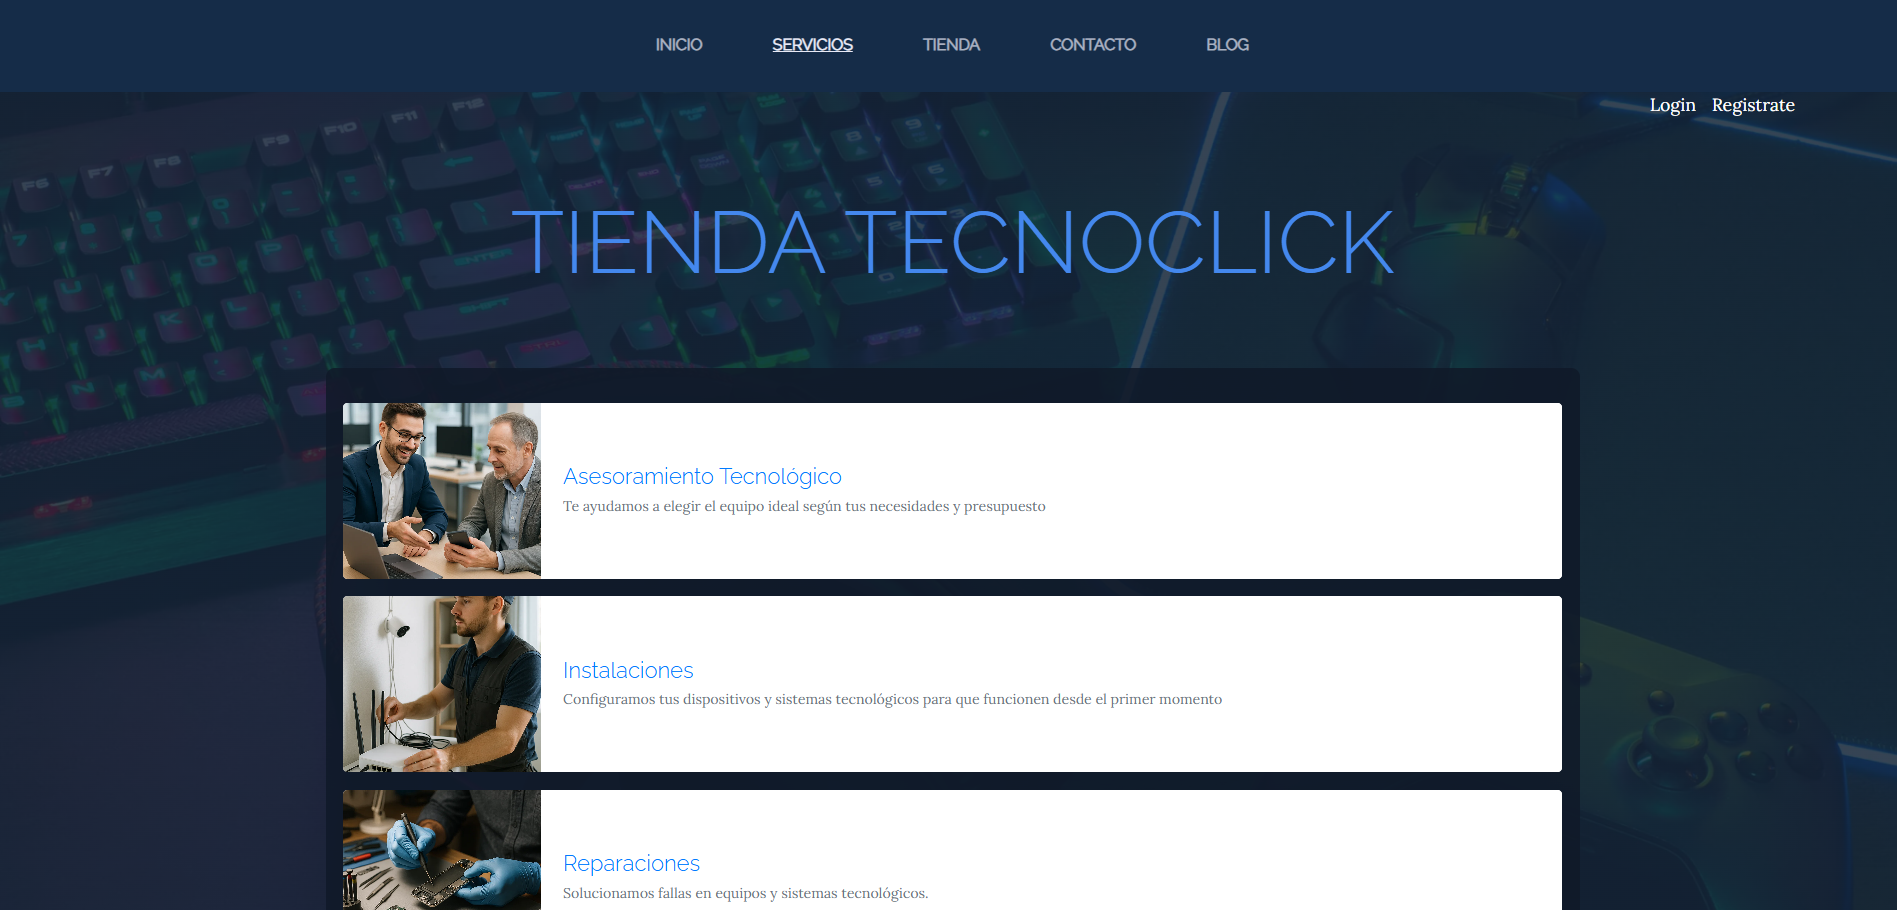 INICIO SERVICIOS TIENDA CONTACTO BLOG
Login Registrate
TIENDA TECNOCLICK
Asesoramiento Tecnológico
Te ayudamos a elegir el equipo ideal según tus necesidades y presupuesto
Instalaciones
Configuramos tus dispositivos y sistemas tecnológicos para que funcionen desde el primer momento
Reparaciones
Solucionamos fallas en equipos y sistemas tecnológicos.